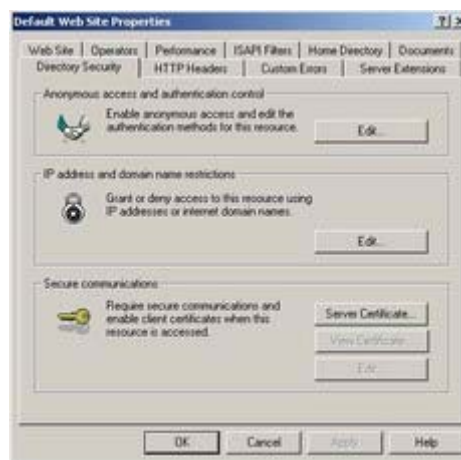 Default Web Site Properties
Web Site | Operators | Performance | ISAPI Filters | Home Directory | Documents
Directory Security | HTTP Headers | Custom Errors | Server Extensions
Anonymous access and authentication control
Enable anonymous access and edit the
authentication methods for this resource.
Edit...
IP address and domain name restrictions
Grant or deny access to this resource using
IP addresses or internet domain names.
Edit...
Secure communications
Require secure communications and
enable client certificates when this
resource is accessed.
Server Certificate...
View Certificate...
Edit...
OK
Cancel
Apply
Help